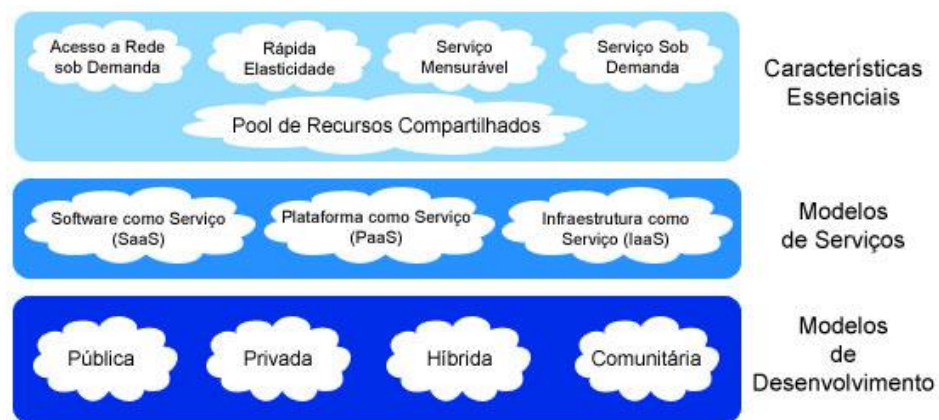 Acesso a Rede
sob Demanda
Rápida
Elasticidade
Serviço
Mensurável
Serviço Sob
Demanda
Pool de Recursos Compartilhados
Características
Essenciais
Software como Serviço
(SaaS)
Plataforma como Serviço
(PaaS)
Infraestrutura como
Serviço (IaaS)
Modelos
de Serviços
Pública
Privada
Híbrida
Comunitária
Modelos
de
Desenvolvimento